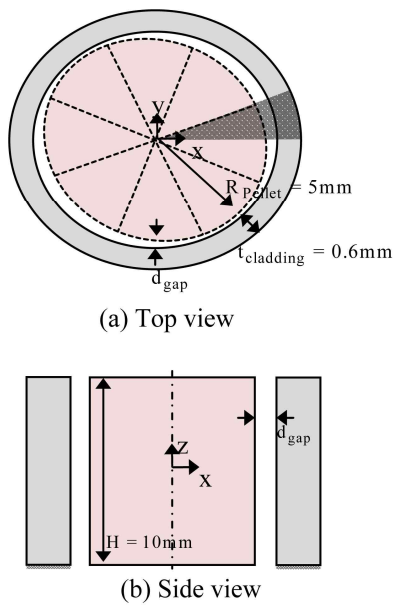 y
x
R Pellet = 5mm
t cladding = 0.6mm
d gap
(a) Top view
d gap
z
x
H = 10mm
(b) Side view